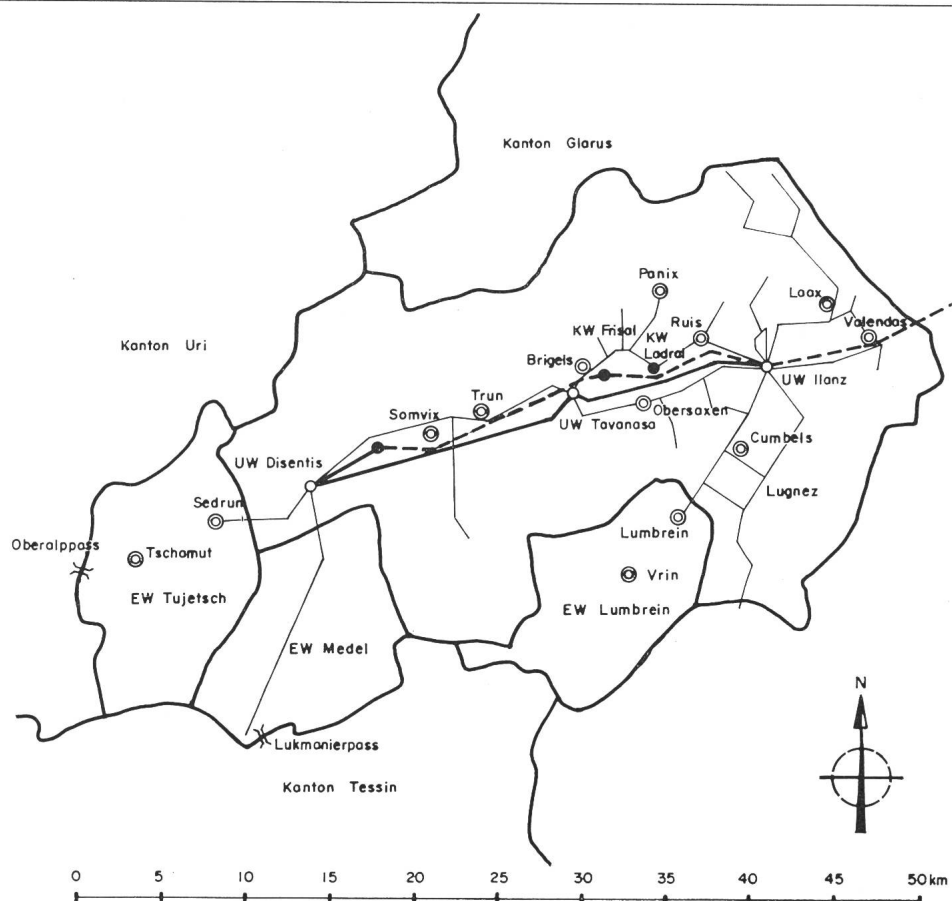 Kanton Glarus
Panix
Laax
KW Frisal
Ruis
Valendas
KW
Ladral
Kanton Uri
Brigels
UW Ilanz
Trun
Obersaxen
Somvix
UW Tavanasa
Cumbels
UW Disentis
Lugnez
Sedrun
Lumbrein
Oberalppass
Tschamut
Vrin
EW Tujetsch
EW Lumbrein
EW Medel
N
Lukmanierpass
Kanton Tessin
0 5 10 15 20 25 30 35 40 45 50 km